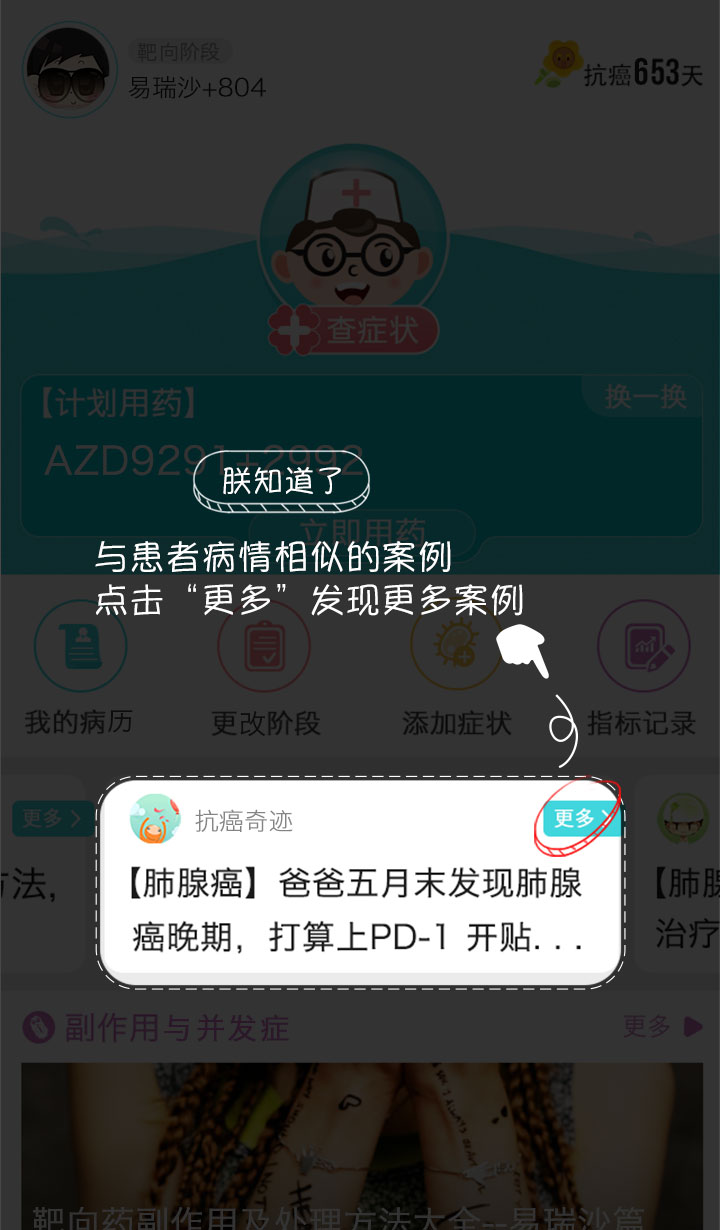 靶向阶段
易瑞沙+804
抗癌653天
查症状
【计划用药】
换一换
AZD9291+2992
朕知道了
立即用药
与患者病情相似的案例
点击“更多”发现更多案例
我的病历
更改阶段
添加症状
指标记录
更多
抗癌奇迹
更多
方法,
【肺腺癌】爸爸五月末发现肺腺
癌晚期，打算上PD-1 开贴...
【肺腺
治疗
副作用与并发症
更多
靶向药副作用及处理方法大全--易瑞沙篇